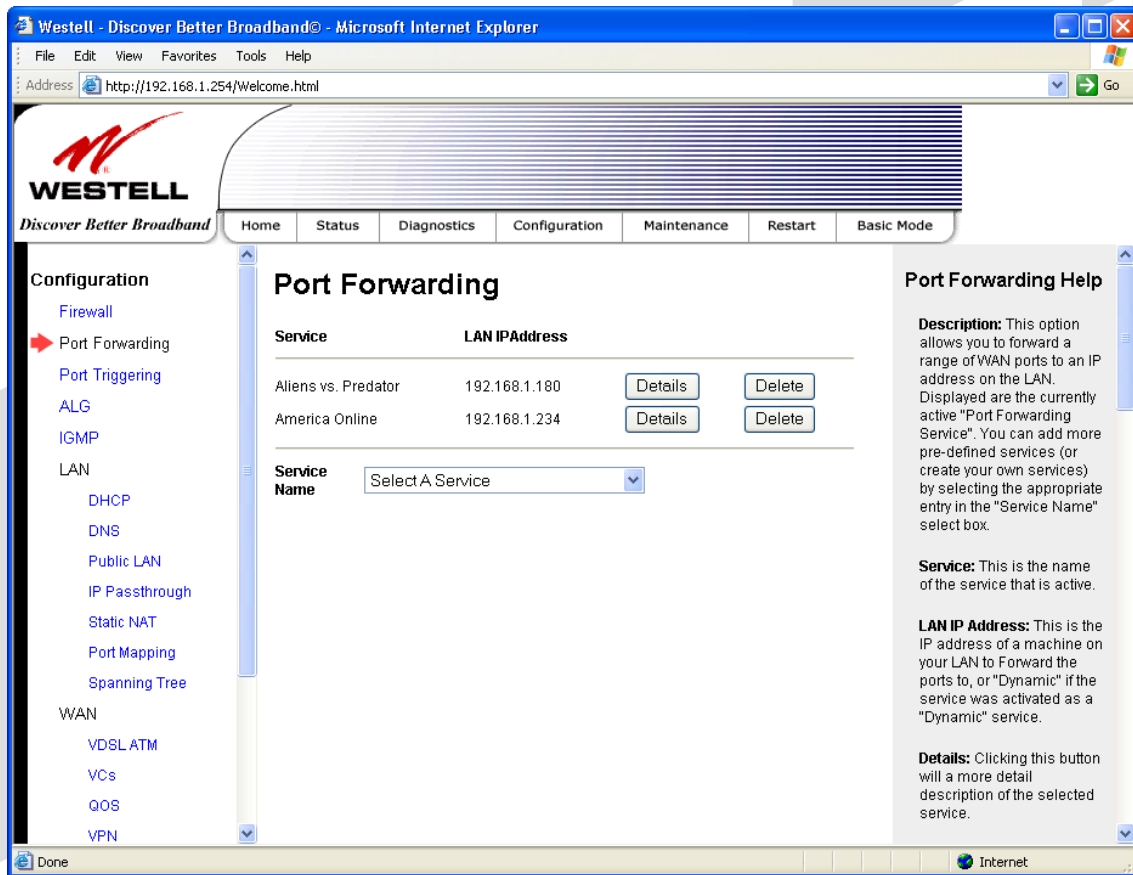 Westell - Discover Better Broadband© - Microsoft Internet Explorer
File Edit View Favorites Tools Help
Address http://192.168.1.254/Welcome.html Go
WESTELL
Discover Better Broadband
Home Status Diagnostics Configuration Maintenance Restart Basic Mode
Configuration
Firewall
Port Forwarding
Port Triggering
ALG
IGMP
LAN
DHCP
DNS
Public LAN
IP Passthrough
Static NAT
Port Mapping
Spanning Tree
WAN
VDSL ATM
VCs
QOS
VPN
Port Forwarding
Service LAN IPAddress
Aliens vs. Predator 192.168.1.180 Details Delete
America Online 192.168.1.234 Details Delete
Service
Name
Select A Service
Port Forwarding Help
Description: This option
allows you to forward a
range of WAN ports to an IP
address on the LAN.
Displayed are the currently
active "Port Forwarding
Service". You can add more
pre-defined services (or
create your own services)
by selecting the appropriate
entry in the "Service Name"
select box.
Service: This is the name
of the service that is active.
LAN IP Address: This is the
IP address of a machine on
your LAN to Forward the
ports to, or "Dynamic" if the
service was activated as a
"Dynamic" service.
Details: Clicking this button
will a more detail
description of the selected
service.
Done Internet